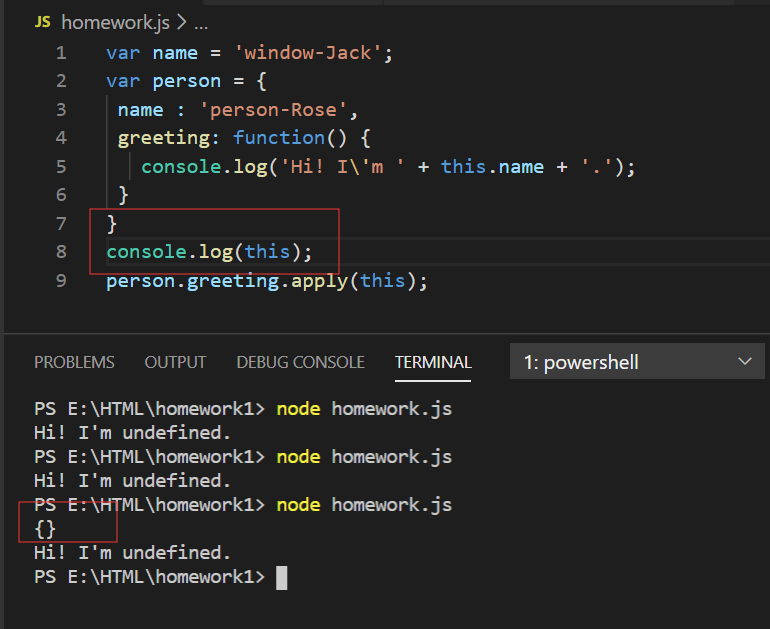 JS homework.js > ...
1 var name = 'window-Jack';
2 var person = {
3 name : 'person-Rose',
4 greeting: function() {
5 console.log('Hi! I\'m ' + this.name + '.');
6 }
7 }
8 console.log(this);
9 person.greeting.apply(this);
PROBLEMS OUTPUT DEBUG CONSOLE TERMINAL 1: powershell
PS E:\HTML\homework1> node homework.js
Hi! I'm undefined.
PS E:\HTML\homework1> node homework.js
Hi! I'm undefined.
PS E:\HTML\homework1> node homework.js
{}
Hi! I'm undefined.
PS E:\HTML\homework1>